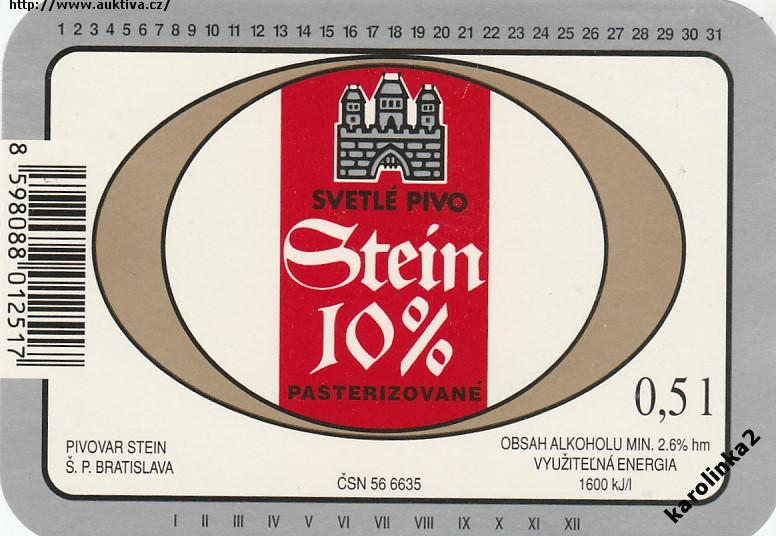 http://www.auktiva.cz/
1 2 3 4 5 6 7 8 9 10 11 12 13 14 15 16 17 18 19 20 21 22 23 24 25 26 27 28 29 30 31
8 598088 012517
SVETLÉ PIVO
Stein
10%
PASTERIZOVANÉ
0,5 l
PIVOVAR STEIN
Š. P. BRATISLAVA
ČSN 56 6635
OBSAH ALKOHOLU MIN. 2.6% hm
VYUŽITEĽNÁ ENERGIA
1600 kJ/l
I II III IV V VI VII VIII IX X XI XII
karolinka2